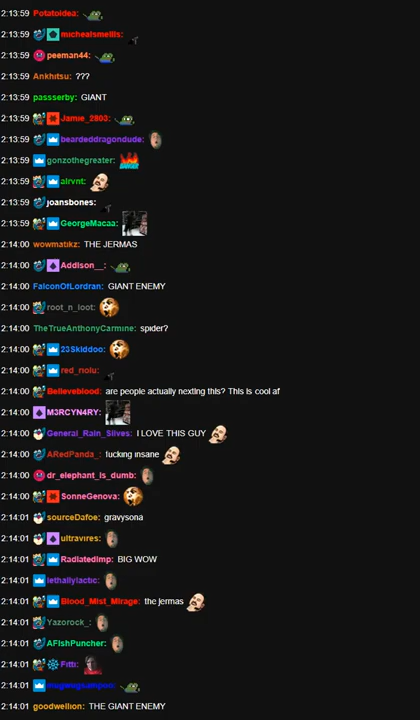 2:13:59 Potatoidea:
2:13:59 michealsmellis:
2:13:59 peeman44:
2:13:59 Ankhitsu: ???
2:13:59 passserby: GIANT
2:13:59 Jamie_2803:
2:13:59 beardeddragondude:
2:13:59 gonzothegreater:
2:13:59 alrvnt:
2:13:59 joansbones:
2:13:59 GeorgeMacaa:
2:14:00 wowmatikz: THE JERMAS
2:14:00 Addison__:
2:14:00 FalconOfLordran: GIANT ENEMY
2:14:00 root_n_loot:
2:14:00 TheTrueAnthonyCarmine: spider?
2:14:00 23Skiddoo:
2:14:00 red_riolu:
2:14:00 Believeblood: are people actually nexting this? This is cool af
2:14:00 M3RCYN4RY:
2:14:00 General_Rain_Slives: I LOVE THIS GUY
2:14:00 ARedPanda_: fucking insane
2:14:00 dr_elephant_is_dumb:
2:14:00 SonneGenova:
2:14:01 sourceDafoe: gravysona
2:14:01 ultravires:
2:14:01 RadiatedImp: BIG WOW
2:14:01 lethallylactic:
2:14:01 Blood_Mist_Mirage: the jermas
2:14:01 Yazorock_:
2:14:01 AFishPuncher:
2:14:01 Fitti:
2:14:01
2:14:01 goodwellion: THE GIANT ENEMY